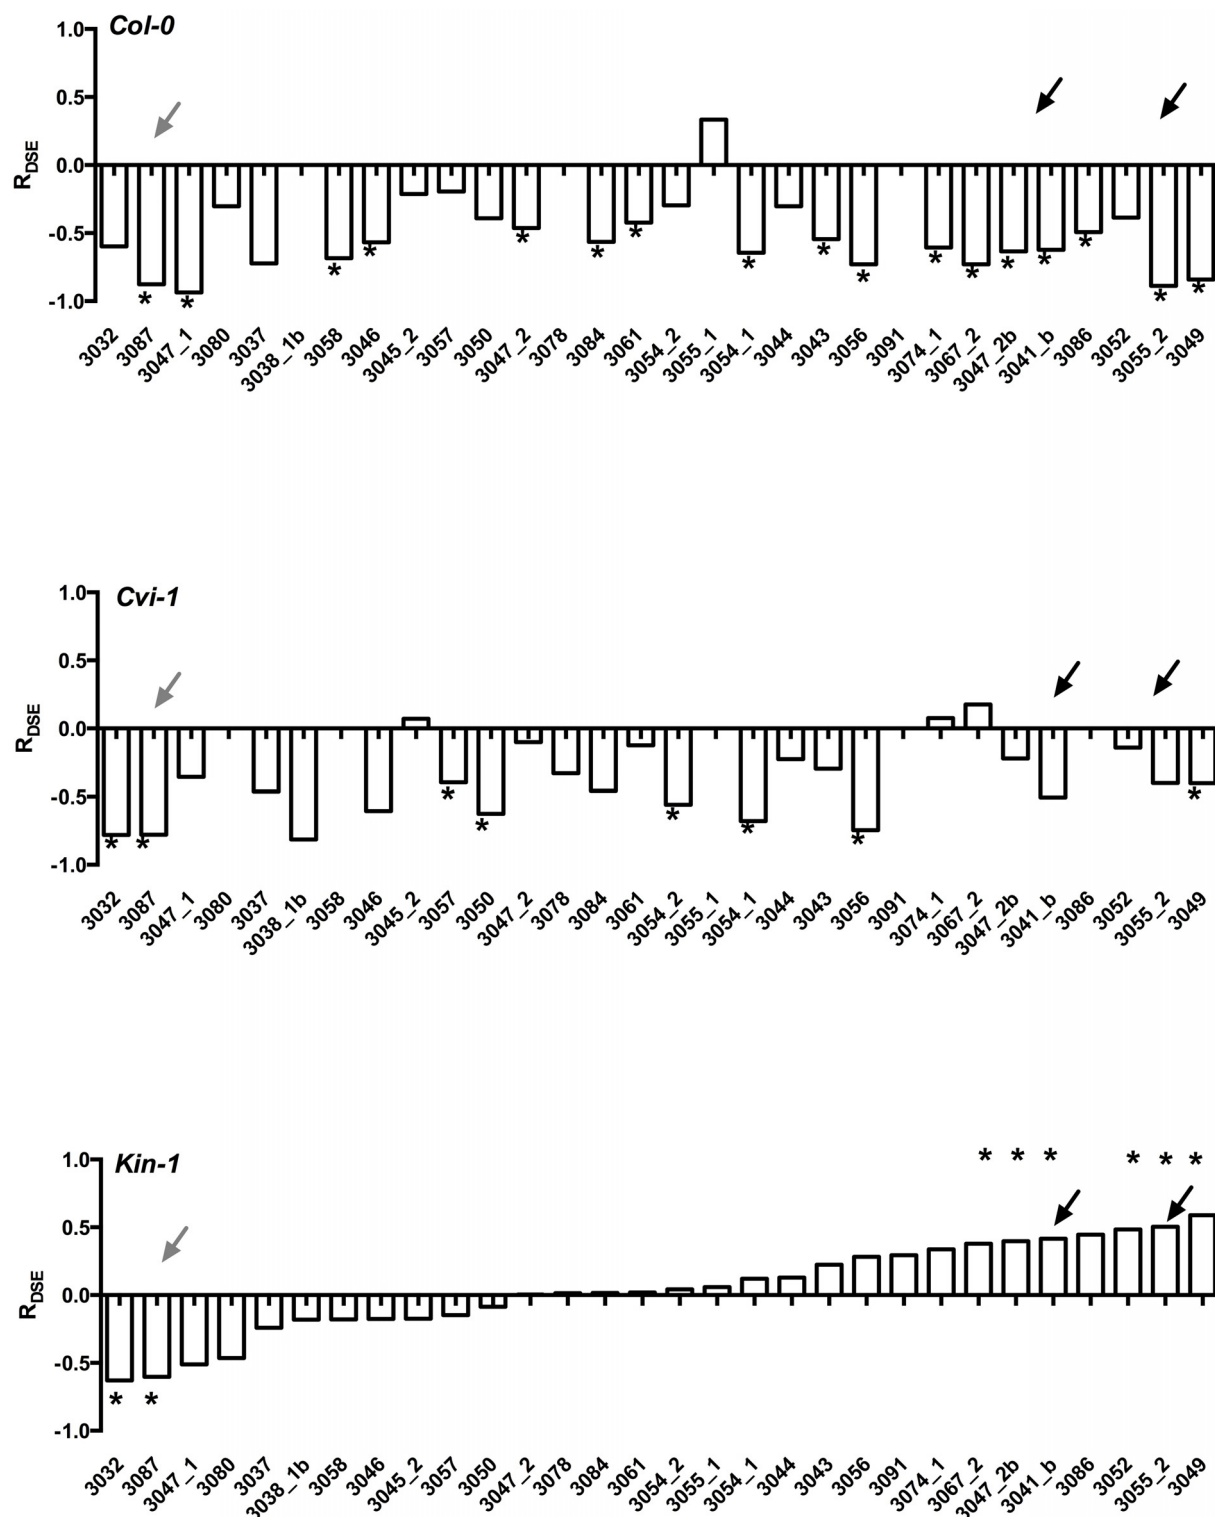 Col-0
1.0
0.5
0.0
-0.5
-1.0
RDSE
3032 3087 3047_1 3080 3037 3038_1b 3058 3046 3045_2 3057 3050 3047_2 3078 3084 3061 3054_2 3055_1 3054_1 3044 3043 3056 3091 3074_1 3067_2 3047_2b 3041_b 3086 3052 3055_2 3049
* * * * * * * * * * * * * * * * *
Cvi-1
1.0
0.5
0.0
-0.5
-1.0
RDSE
* * * * * * * *
3032 3087 3047_1 3080 3037 3038_1b 3058 3046 3045_2 3057 3050 3047_2 3078 3084 3061 3054_2 3055_1 3054_1 3044 3043 3056 3091 3074_1 3067_2 3047_2b 3041_b 3086 3052 3055_2 3049
Kin-1
1.0
0.5
0.0
-0.5
-1.0
RDSE
* * * * * *
* *
3032 3087 3047_1 3080 3037 3038_1b 3058 3046 3045_2 3057 3050 3047_2 3078 3084 3061 3054_2 3055_1 3054_1 3044 3043 3056 3091 3074_1 3067_2 3047_2b 3041_b 3086 3052 3055_2 3049